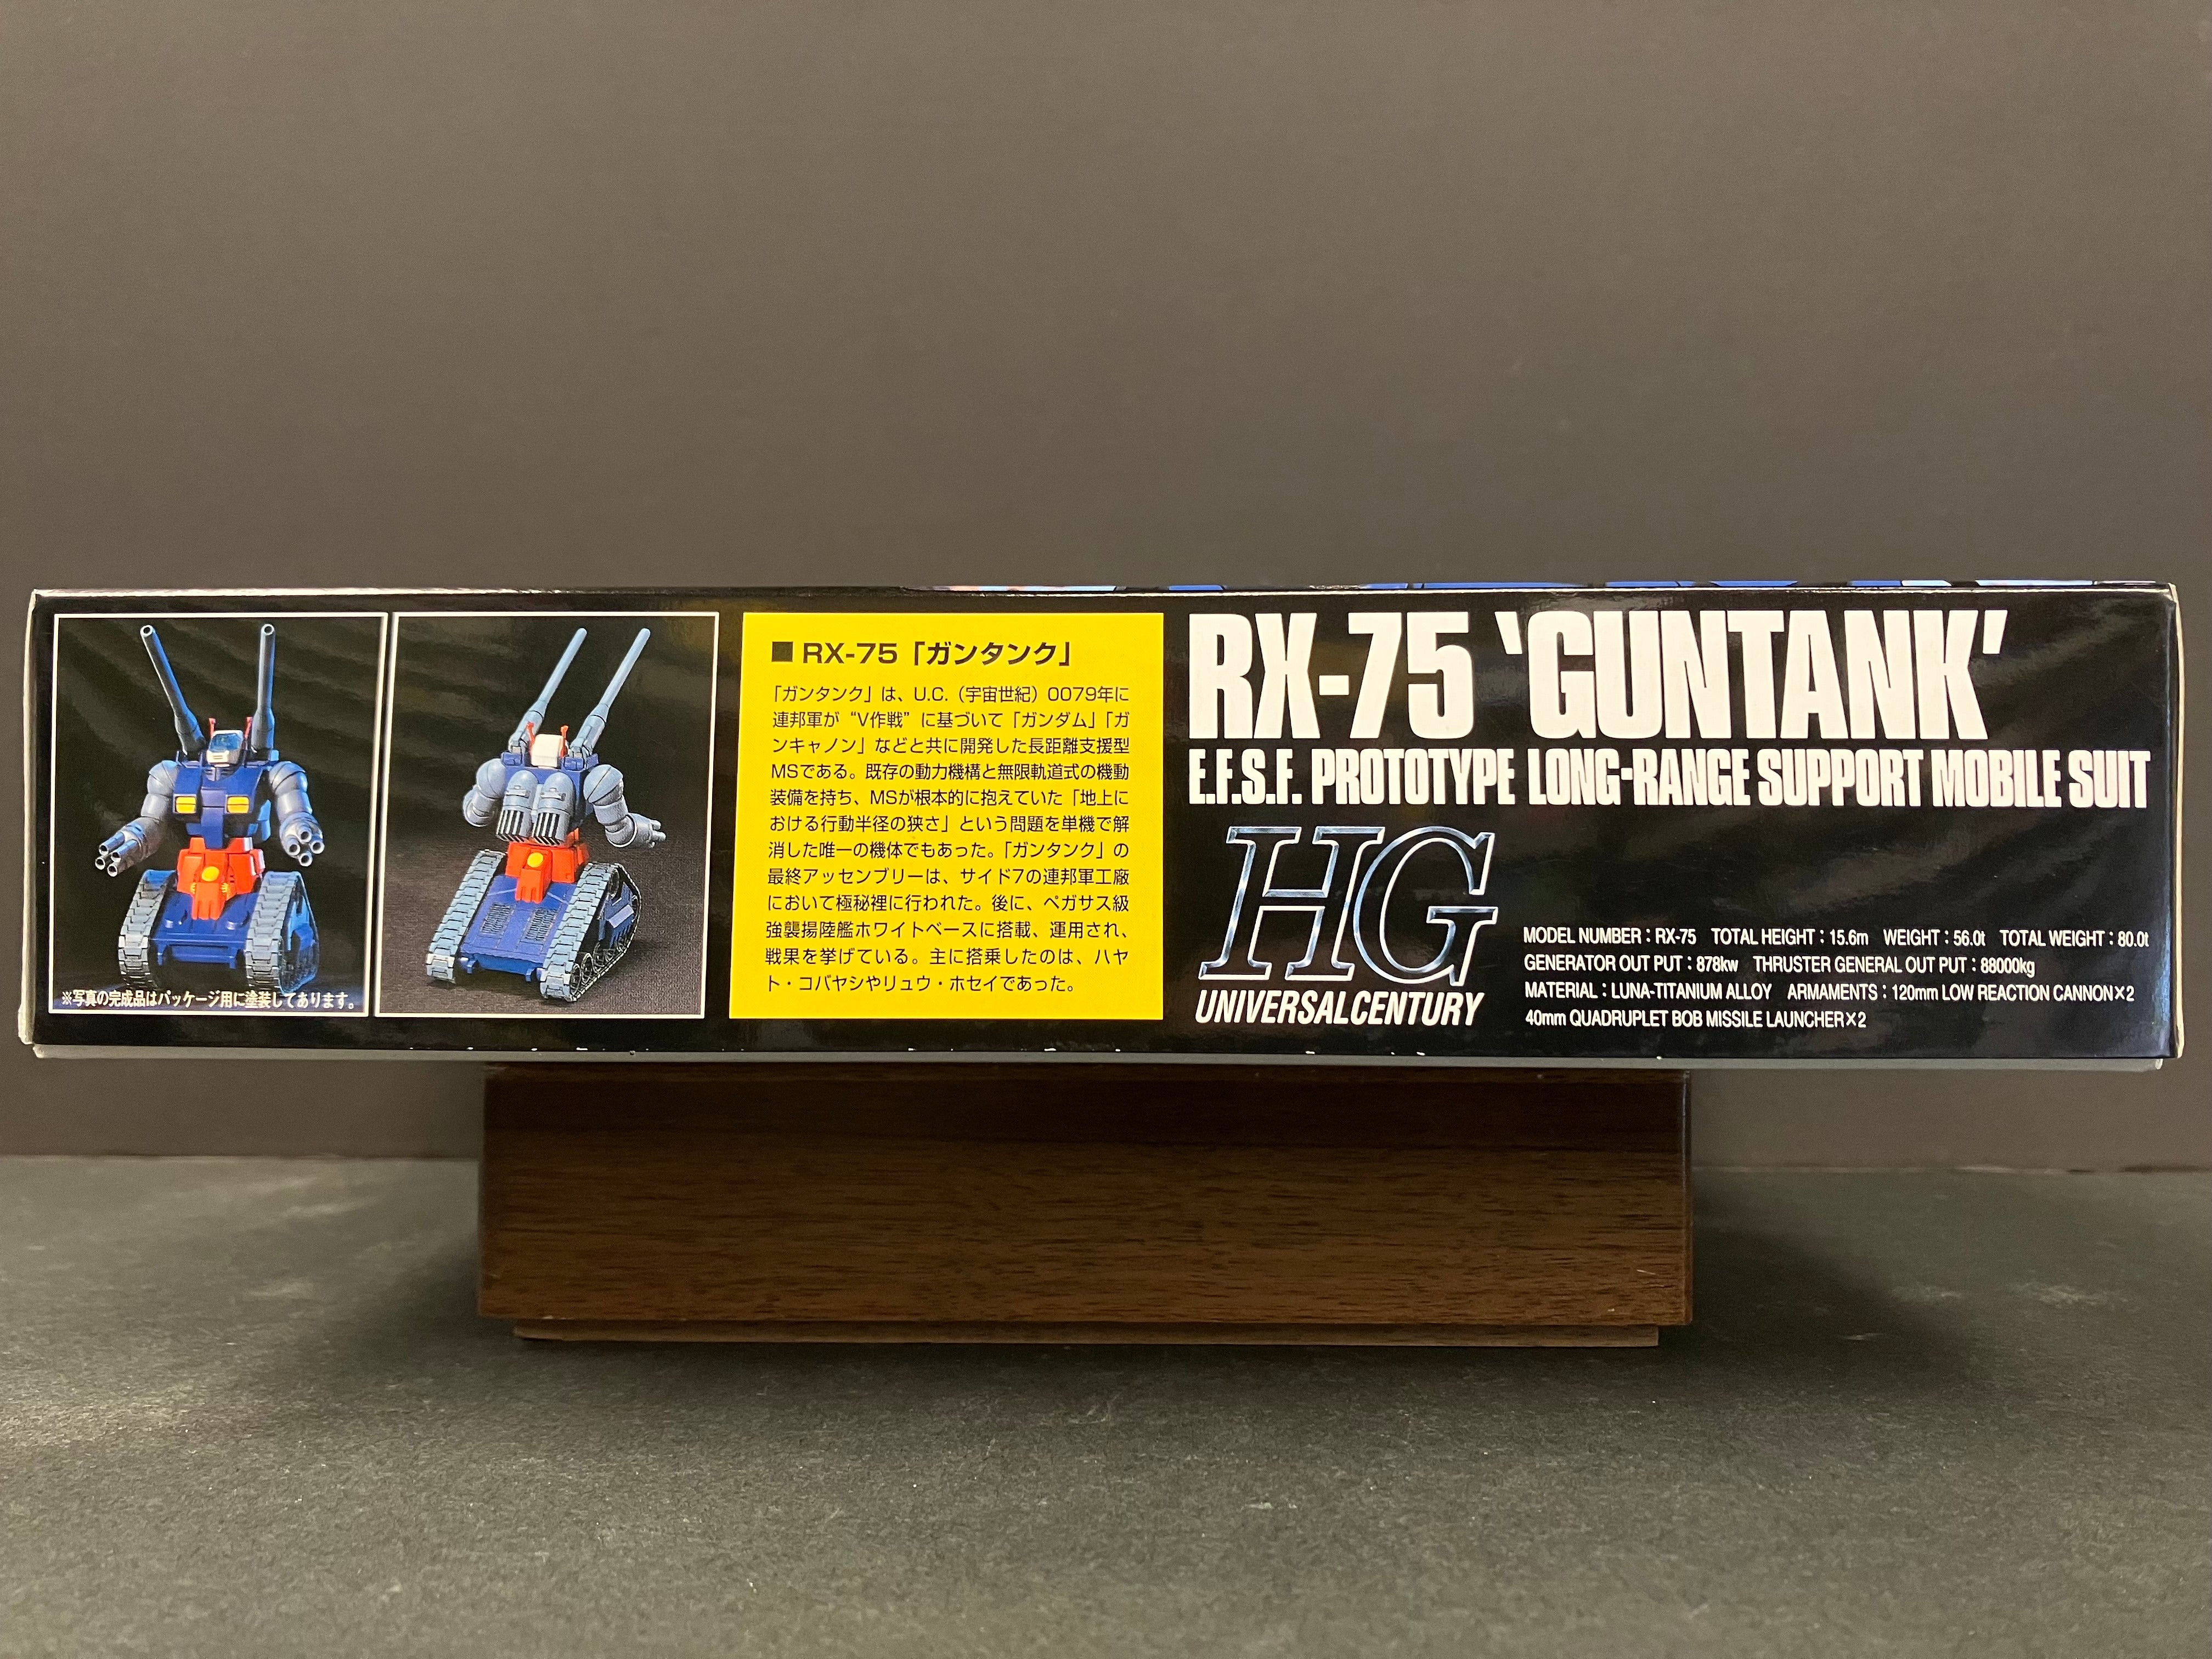 ※写真の完成品はパッケージ用に塗装してあります。
■RX-75「ガンタンク」
「ガンタンク」は、U.C.（宇宙世紀）0079年に
連邦軍が“V作戦”に基づいて「ガンダム」「ガ
ンキャノン」などと共に開発した長距離支援型
MSである。既存の動力機構と無限軌道式の機動
装備を持ち、MSが根本的に抱えていた「地上に
おける行動半径の狭さ」という問題を単機で解
消した唯一の機体でもあった。「ガンタンク」の
最終アッセンブリーは、サイド7の連邦軍工廠
において極秘裡に行われた。後に、ペガサス級
強襲揚陸艦ホワイトベースに搭載、運用され、
戦果を挙げている。主に搭乗したのは、ハヤ
ト・コバヤシやリュウ・ホセイであった。
RX-75 'GUNTANK'
E.F.S.F. PROTOTYPE LONG-RANGE SUPPORT MOBILE SUIT
HG
UNIVERSAL CENTURY
MODEL NUMBER：RX-75 TOTAL HEIGHT：15.6m WEIGHT：56.0t TOTAL WEIGHT：80.0t
GENERATOR OUT PUT：878kw THRUSTER GENERAL OUT PUT：88000kg
MATERIAL：LUNA-TITANIUM ALLOY ARMAMENTS：120mm LOW REACTION CANNON×2
40mm QUADRUPLET BOB MISSILE LAUNCHER×2